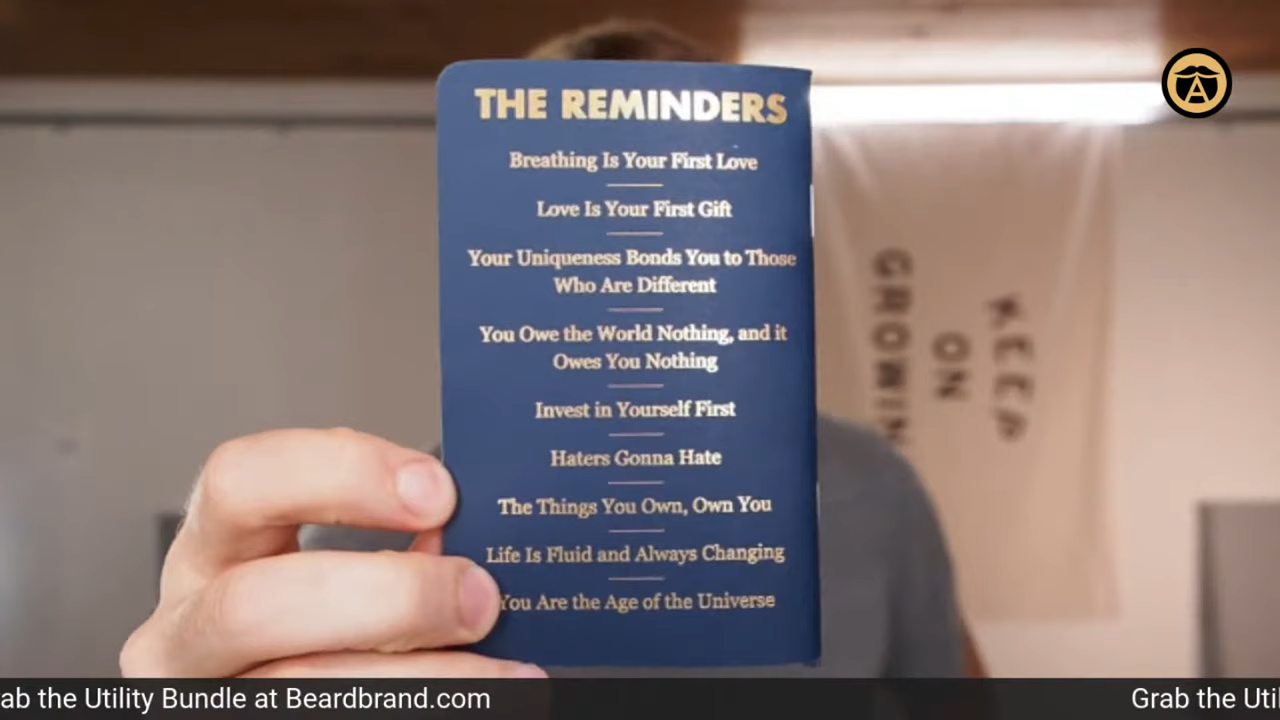 THE REMINDERS
Breathing Is Your First Love
Love Is Your First Gift
Your Uniqueness Bonds You to Those
Who Are Different
You Owe the World Nothing, and it
Owes You Nothing
Invest in Yourself First
Haters Gonna Hate
The Things You Own, Own You
Life Is Fluid and Always Changing
You Are the Age of the Universe
KEEP
ON
GROWIN
A
rab the Utility Bundle at Beardbrand.com
Grab the Util